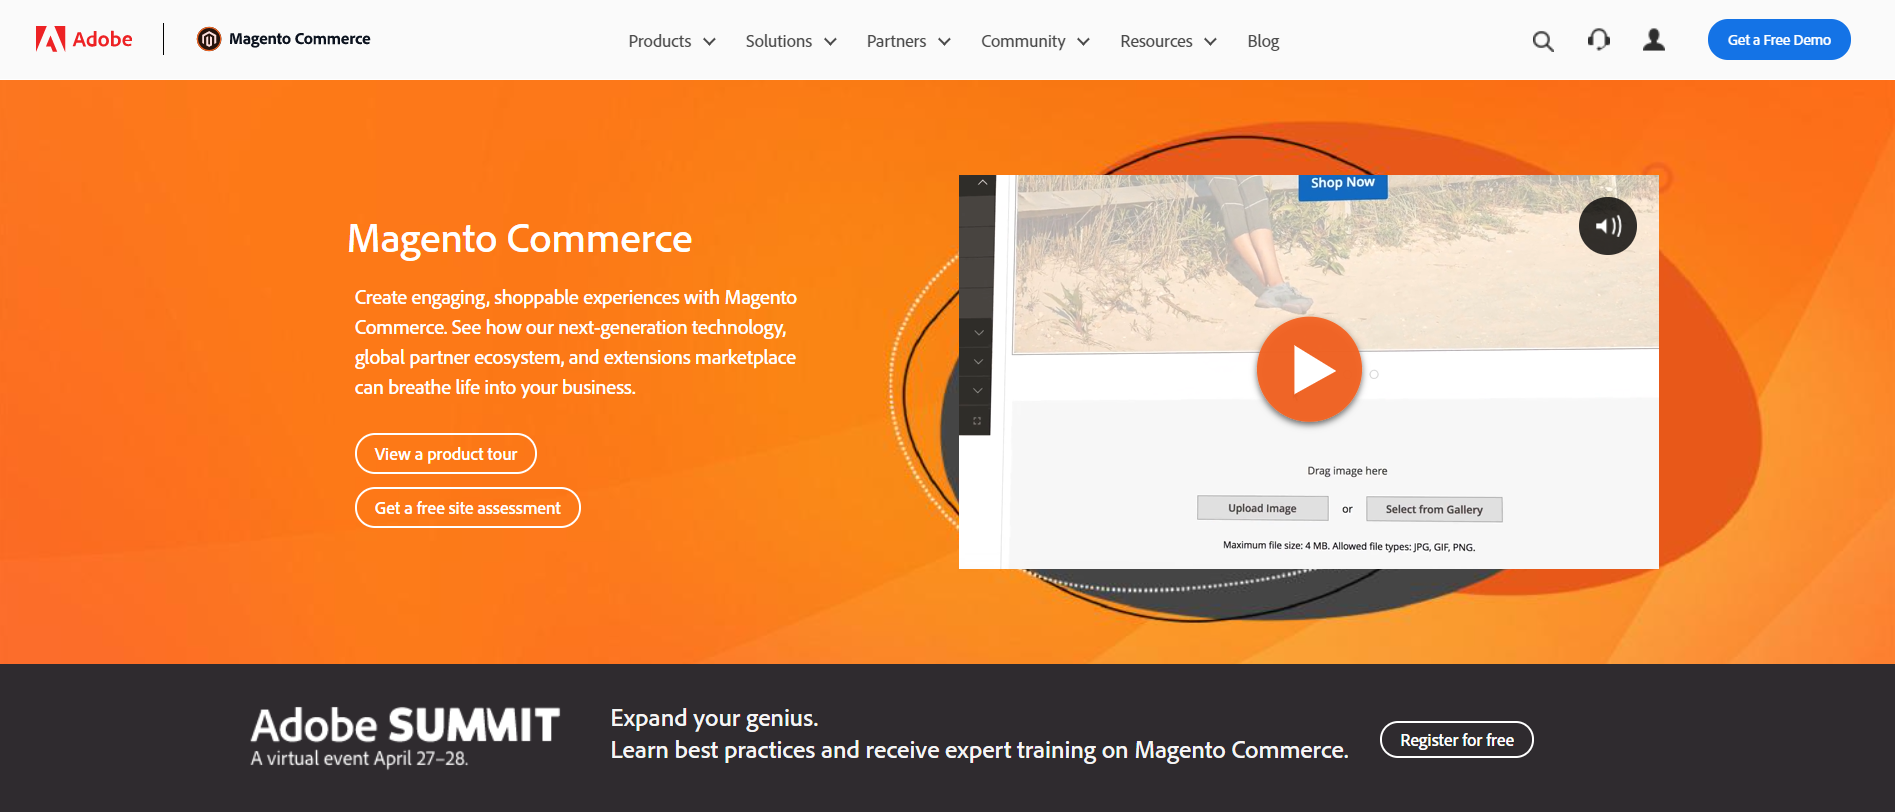 Adobe
Magento Commerce
Products
Solutions
Partners
Community
Resources
Blog
Get a Free Demo
Magento Commerce
Create engaging, shoppable experiences with Magento
Commerce. See how our next-generation technology,
global partner ecosystem, and extensions marketplace
can breathe life into your business.
View a product tour
Get a free site assessment
Shop Now
Drag image here
Upload Image or Select from Gallery
Maximum file size: 4 MB. Allowed file types: JPG, GIF, PNG.
Adobe SUMMIT
A virtual event April 27–28.
Expand your genius.
Learn best practices and receive expert training on Magento Commerce.
Register for free